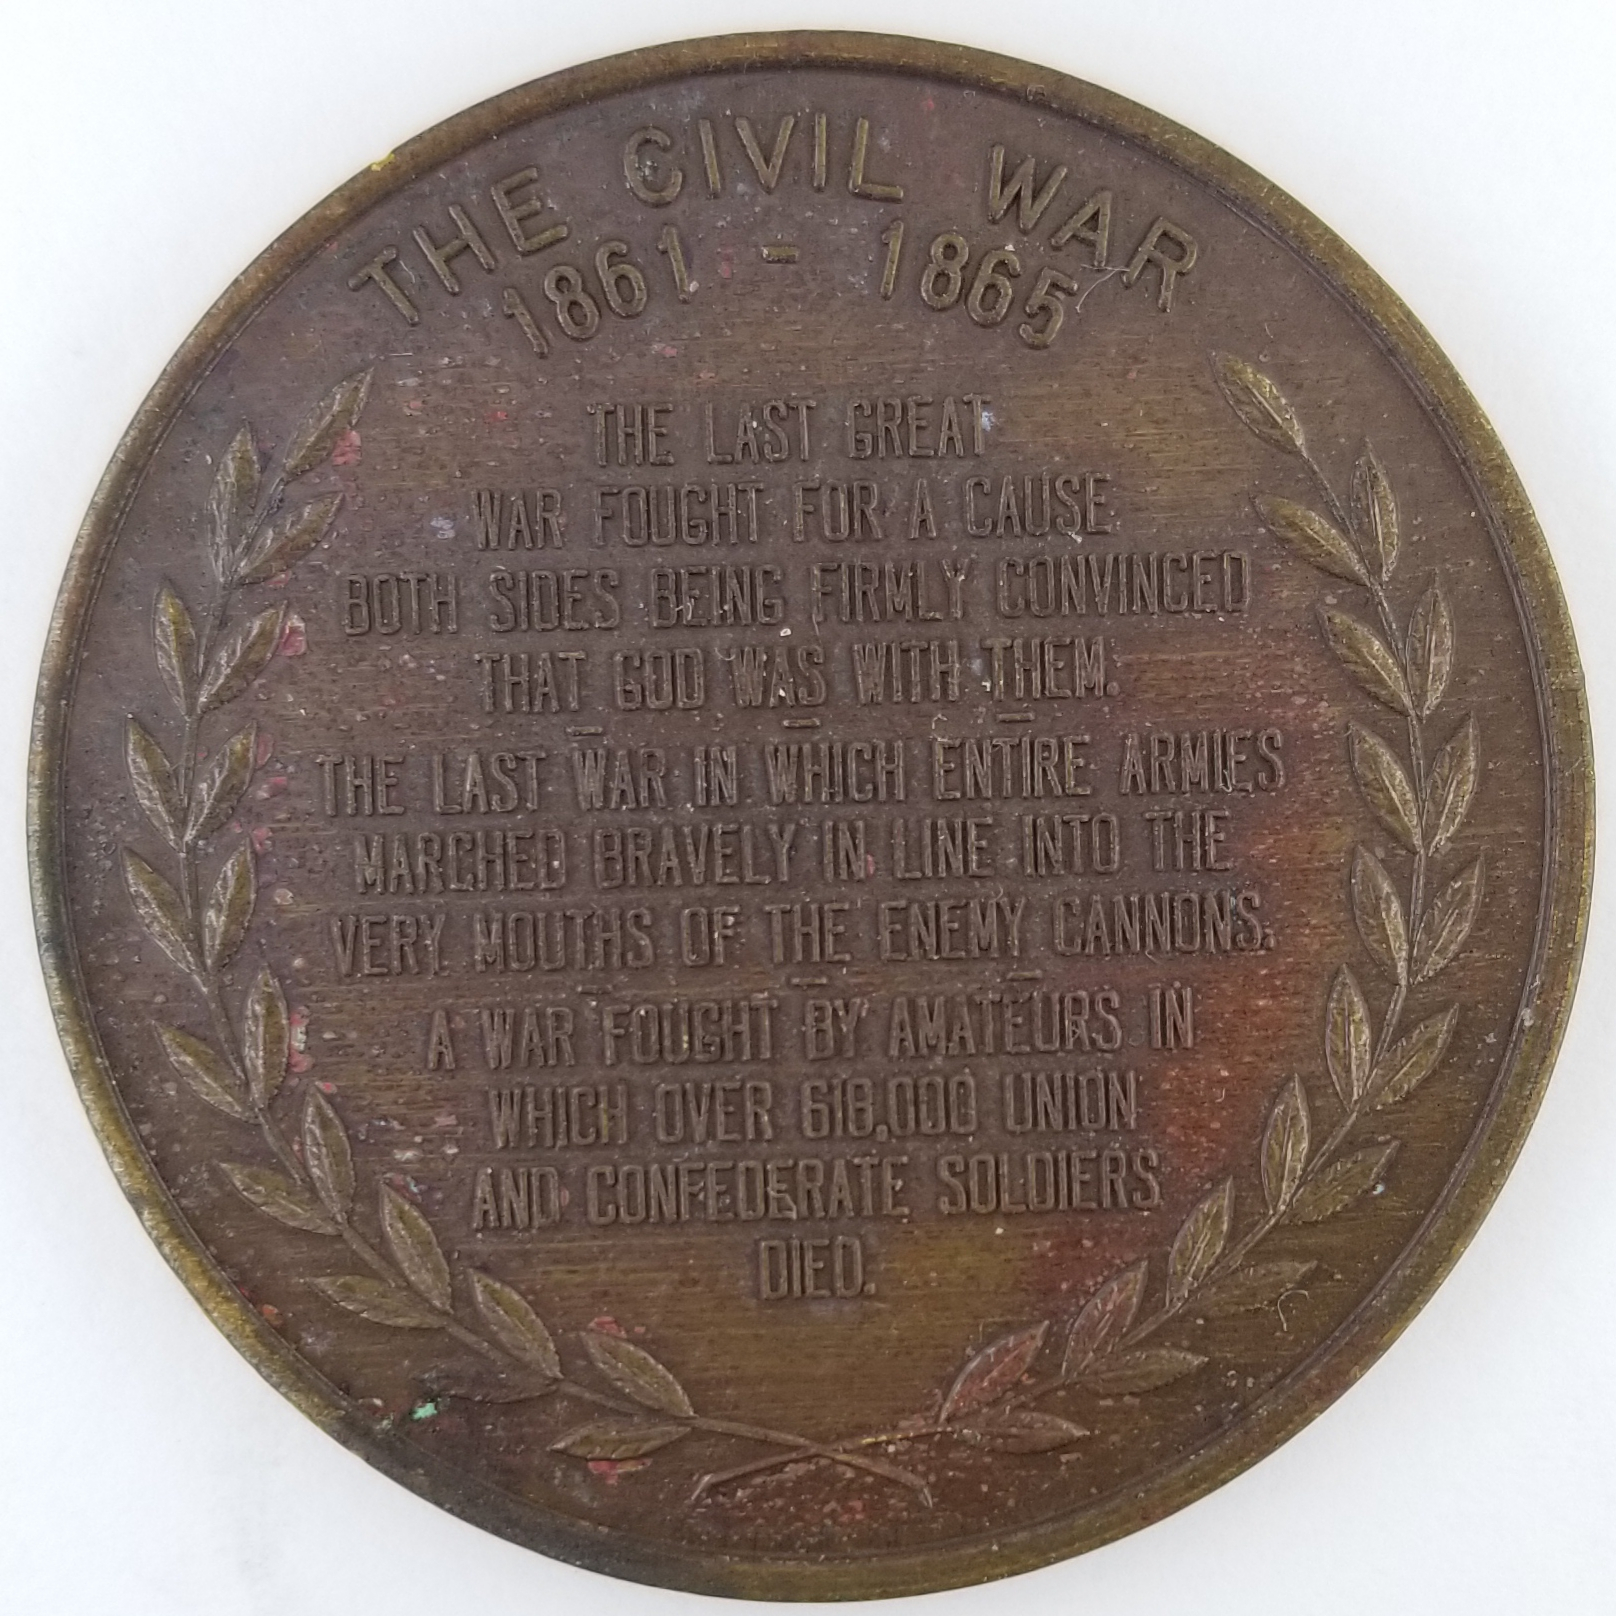 THE CIVIL WAR
1861 - 1865
THE LAST GREAT
WAR FOUGHT FOR A CAUSE
BOTH SIDES BEING FIRMLY CONVINCED
THAT GOD WAS WITH THEM.
THE LAST WAR IN WHICH ENTIRE ARMIES
MARCHED BRAVELY IN LINE INTO THE
VERY MOUTHS OF THE ENEMY CANNONS.
A WAR FOUGHT BY AMATEURS IN
WHICH OVER 618,000 UNION
AND CONFEDERATE SOLDIERS
DIED.